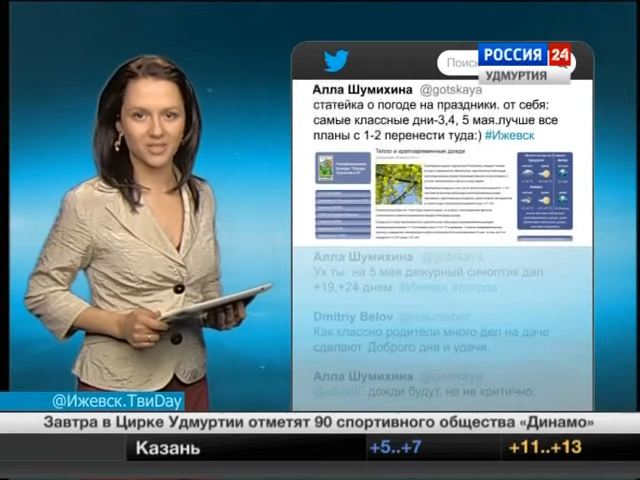 Поиск
РОССИЯ 24
УДМУРТИЯ
Алла Шумихина @gotskaya
статейка о погоде на праздники. от себя:
самые классные дни-3,4, 5 мая.лучше все
планы с 1-2 перенести туда:) #Ижевск
Тепло и кратковременные дожди
Алла Шумихина @gotskaya
Ух ты. на 5 мая дежурный синоптик дал
+19,+24 днем. #Ижевск #погода
Dmitriy Belov
Как классно родители много дел на даче
сделают. Доброго дня и удачи.
Алла Шумихина @gotskaya
дожди будут, но не критично.
@Ижевск.ТвиDay
Завтра в Цирке Удмуртии отметят 90 спортивного общества «Динамо»
Казань +5..+7 +11..+13